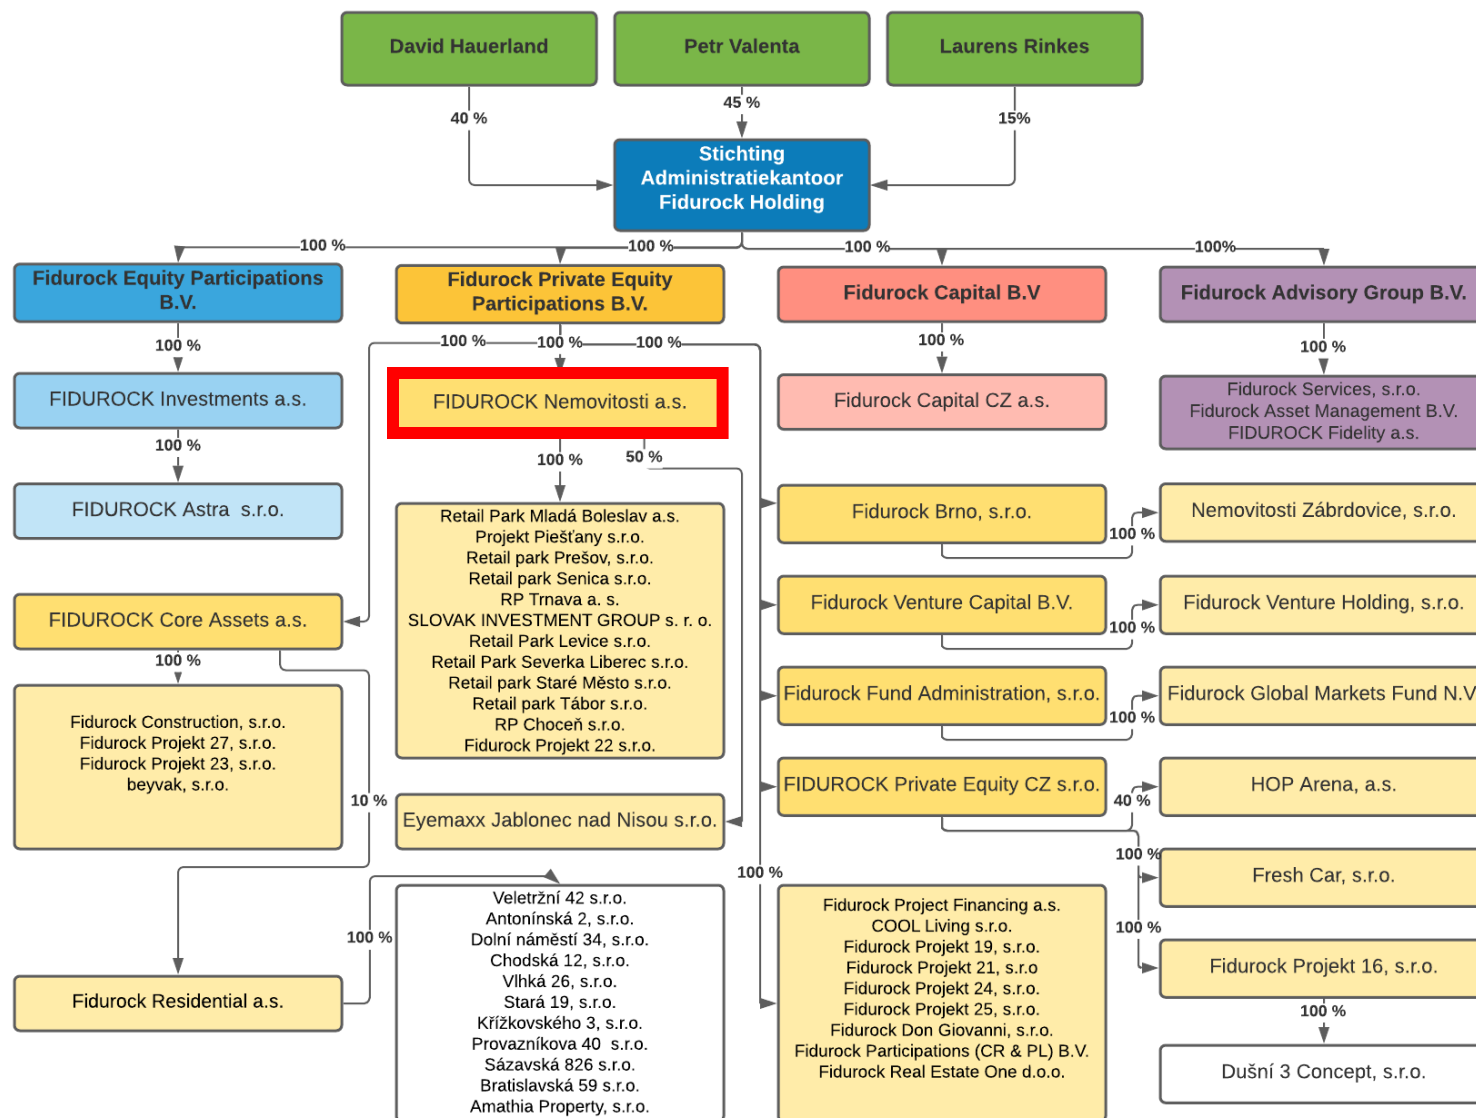 David Hauerland
Petr Valenta
Laurens Rinkes
40 %
45 %
15%
Stichting
Administratiekantoor
Fidurock Holding
100 %
100 %
100 %
100%
Fidurock Equity Participations
B.V.
Fidurock Private Equity
Participations B.V.
Fidurock Capital B.V
Fidurock Advisory Group B.V.
100 %
100 %
100 %
100 %
100 %
100 %
FIDUROCK Investments a.s.
FIDUROCK Nemovitosti a.s.
Fidurock Capital CZ a.s.
Fidurock Services, s.r.o.
Fidurock Asset Management B.V.
FIDUROCK Fidelity a.s.
100 %
100 %
50 %
FIDUROCK Astra s.r.o.
Retail Park Mladá Boleslav a.s.
Projekt Piešťany s.r.o.
Retail park Prešov, s.r.o.
Retail park Senica s.r.o.
RP Trnava a. s.
SLOVAK INVESTMENT GROUP s. r. o.
Retail Park Levice s.r.o.
Retail Park Severka Liberec s.r.o.
Retail park Staré Město s.r.o.
Retail park Tábor s.r.o.
RP Choceň s.r.o.
Fidurock Projekt 22 s.r.o.
Fidurock Brno, s.r.o.
100 %
Nemovitosti Zábrdovice, s.r.o.
Fidurock Venture Capital B.V.
100 %
Fidurock Venture Holding, s.r.o.
FIDUROCK Core Assets a.s.
100 %
Fidurock Fund Administration, s.r.o.
100 %
Fidurock Global Markets Fund N.V
Fidurock Construction, s.r.o.
Fidurock Projekt 27, s.r.o.
Fidurock Projekt 23, s.r.o.
beyvak, s.r.o.
10 %
Eyemaxx Jablonec nad Nisou s.r.o.
FIDUROCK Private Equity CZ s.r.o.
40 %
HOP Arena, a.s.
100 %
Fresh Car, s.r.o.
100 %
100 %
Fidurock Projekt 16, s.r.o.
100 %
Dušní 3 Concept, s.r.o.
Fidurock Residential a.s.
100 %
Veletržní 42 s.r.o.
Antonínská 2, s.r.o.
Dolní náměstí 34, s.r.o.
Chodská 12, s.r.o.
Vlhká 26, s.r.o.
Stará 19, s.r.o.
Křížkovského 3, s.r.o.
Provazníkova 40 s.r.o.
Sázavská 826 s.r.o.
Bratislavská 59 s.r.o.
Amathia Property, s.r.o.
Fidurock Project Financing a.s.
COOL Living s.r.o.
Fidurock Projekt 19, s.r.o.
Fidurock Projekt 21, s.r.o
Fidurock Projekt 24, s.r.o.
Fidurock Projekt 25, s.r.o.
Fidurock Don Giovanni, s.r.o.
Fidurock Participations (CR & PL) B.V.
Fidurock Real Estate One d.o.o.